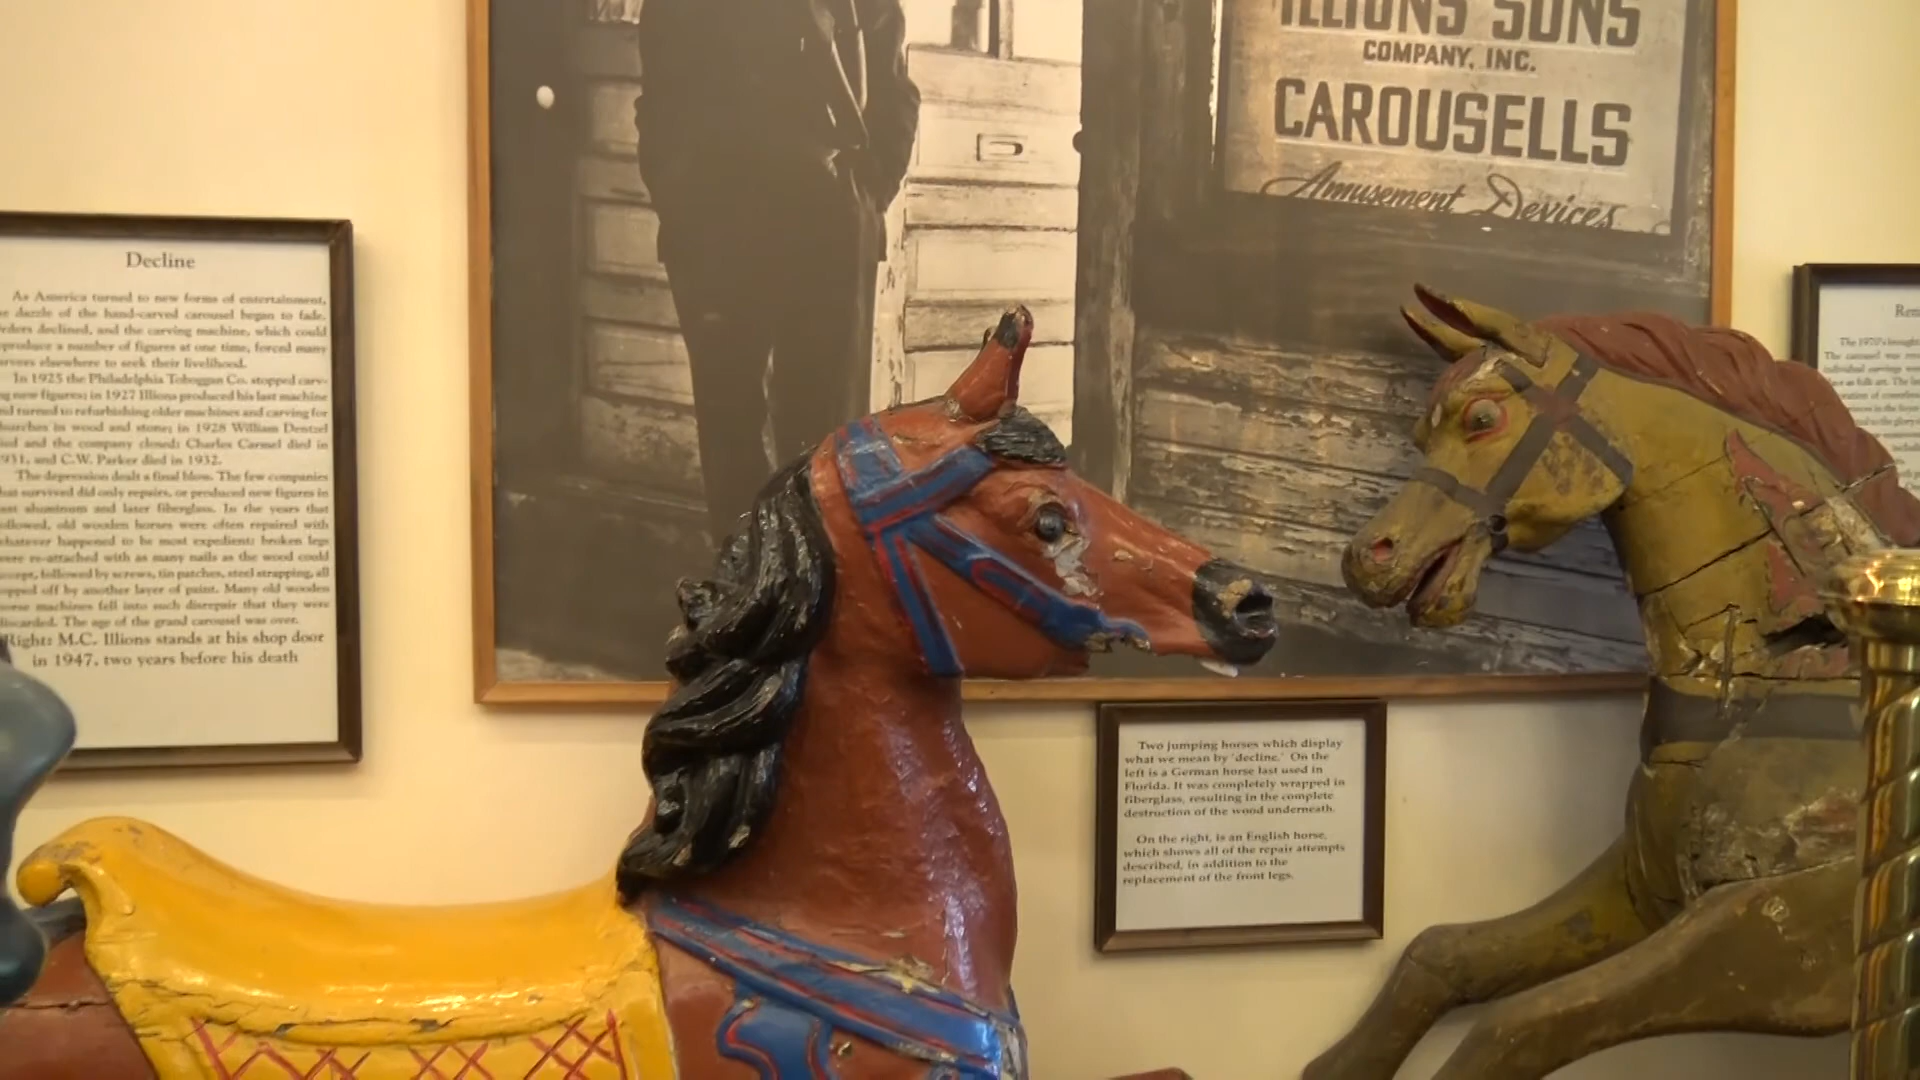 ILLIONS SONS
COMPANY, INC.
CAROUSELLS
Amusement Devices
Decline
As America turned to new forms of entertainment,
dazzle of the hand-carved carousel began to fade.
declined, and the carving machine, which could
a number of figures at one time, forced many
elsewhere to seek their livelihood.
In 1925 the Philadelphia Toboggan Co. stopped carv-
new figures; in 1927 Illions produced his last machine
turned to refurbishing older machines and carving for
in wood and stone; in 1928 William Dentzel
and the company closed; Charles Carmel died in
1931, and C.W. Parker died in 1932.
The depression dealt a final blow. The few companies
that survived did only repairs, or produced new figures in
aluminum and later fiberglass. In the years that
followed, old wooden horses were often repaired with
whatever happened to be most expedient: broken legs
were re-attached with as many nails as the wood could
accept, followed by screws, tin patches, steel strapping, all
topped off by another layer of paint. Many old wooden
horse machines fell into such disrepair that they were
discarded. The age of the grand carousel was over.
Right: M.C. Illions stands at his shop door
in 1947, two years before his death
Two jumping horses which display
what we mean by 'decline.' On the
left is a German horse last used in
Florida. It was completely wrapped in
fiberglass, resulting in the complete
destruction of the wood underneath.
On the right, is an English horse,
which shows all of the repair attempts
described, in addition to the
replacement of the front legs.
The 1970's
The carousel was
individual carvings
as folk art. The